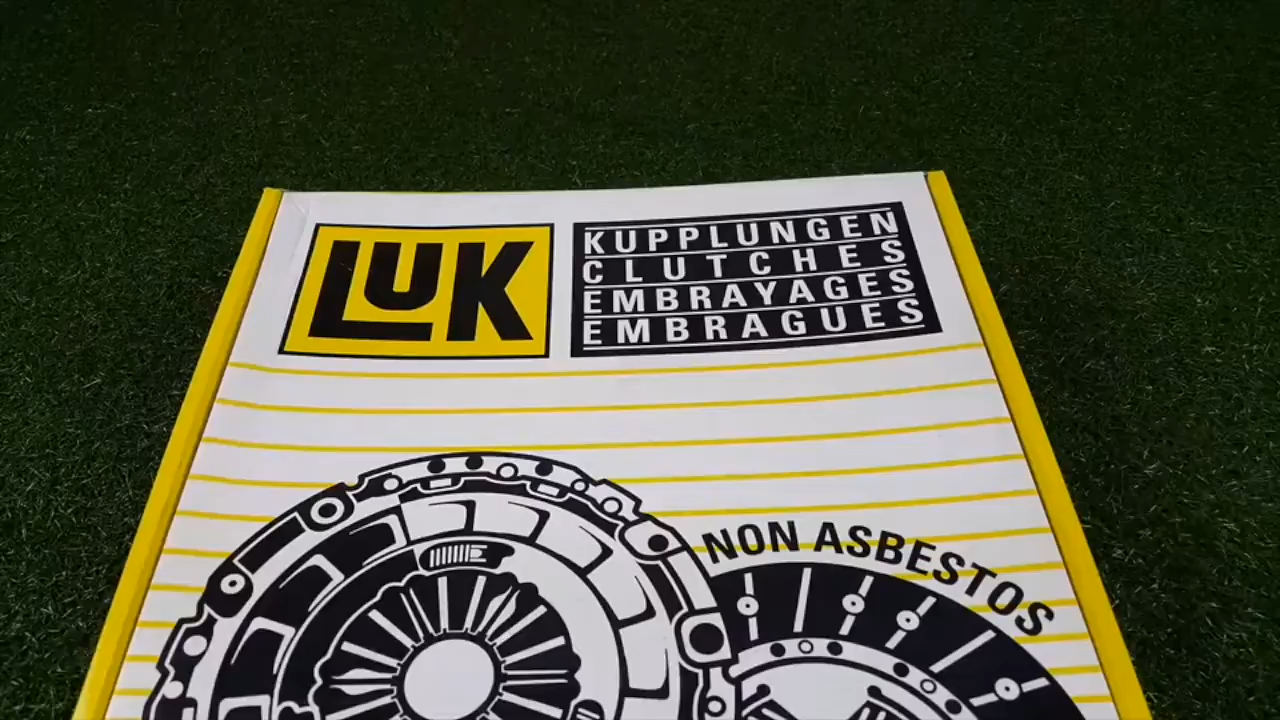 LUK
KUPPLUNGEN
CLUTCHES
EMBRAYAGES
EMBRAGUES
NON ASBESTOS